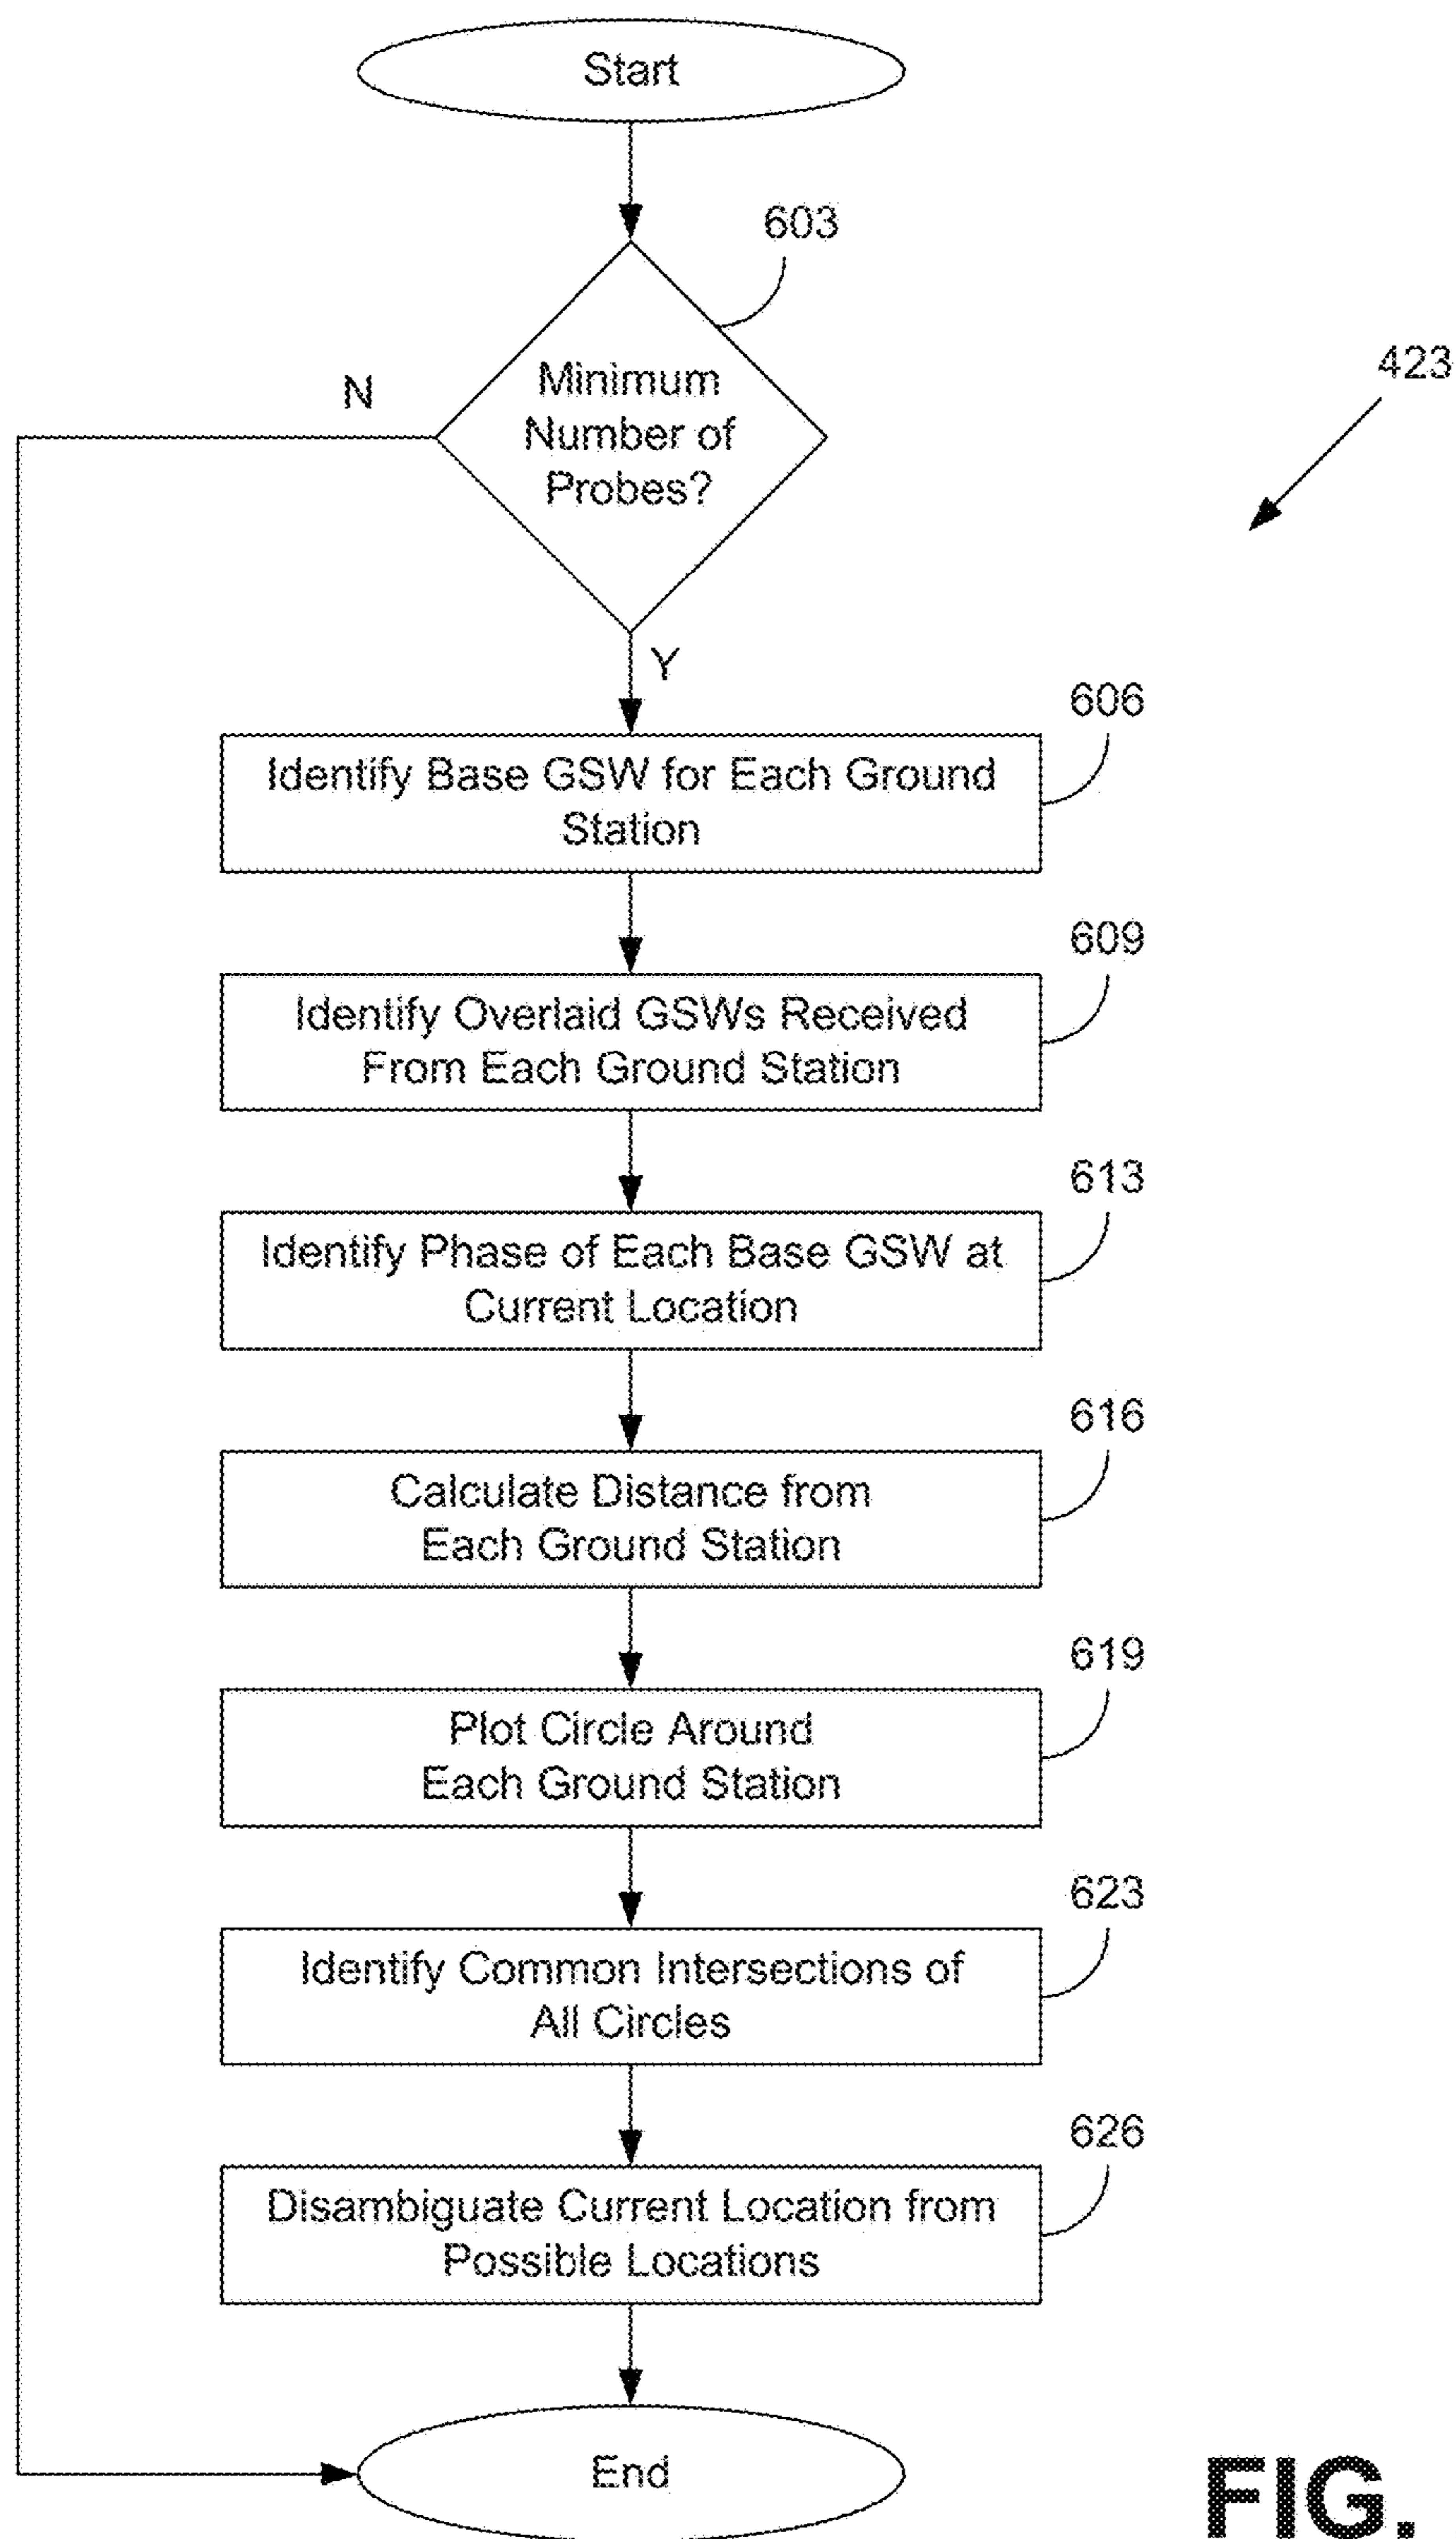 Start
603
423
N
Minimum
Number of
Probes?
Y
606
Identify Base GSW for Each Ground
Station
609
Identify Overlaid GSWs Received
From Each Ground Station
613
Identify Phase of Each Base GSW at
Current Location
616
Calculate Distance from
Each Ground Station
619
Plot Circle Around
Each Ground Station
623
Identify Common Intersections of
All Circles
626
Disambiguate Current Location from
Possible Locations
End
FIG.